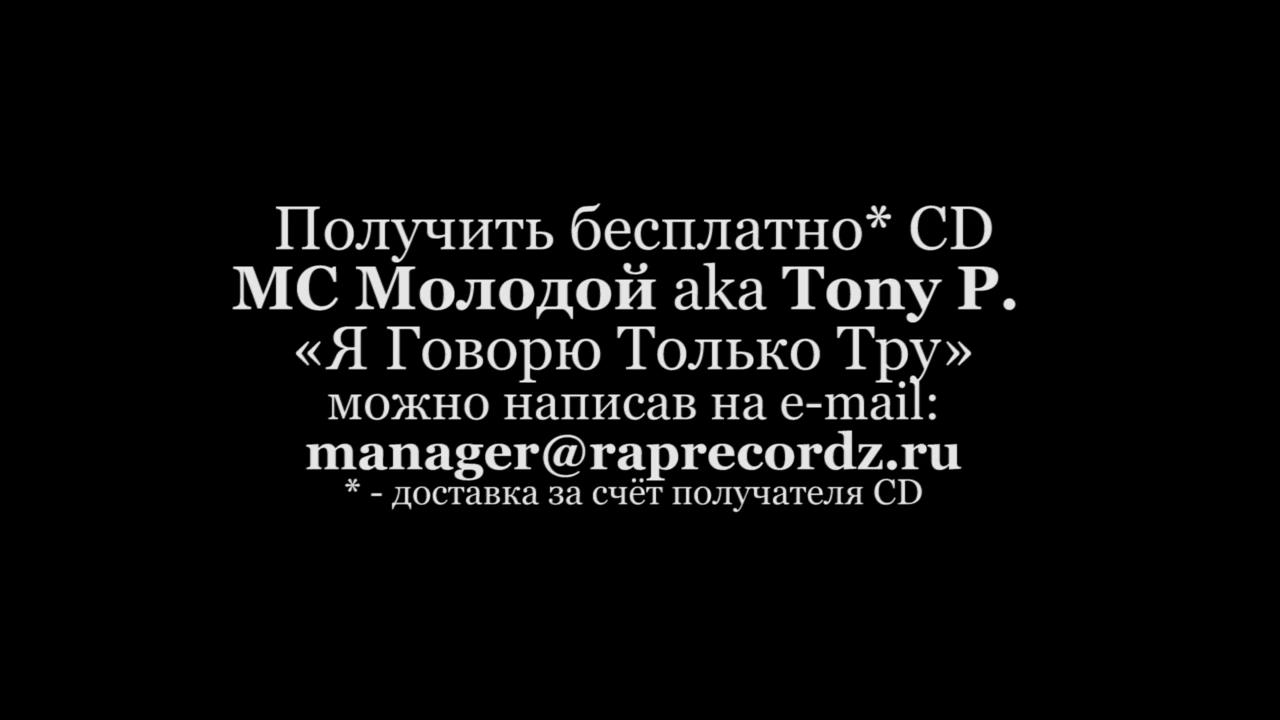 Получить бесплатно* CD
МС Молодой aka Tony P.
«Я Говорю Только Тру»
можно написав на e-mail:
manager@raprecordz.ru
* - доставка за счёт получателя CD